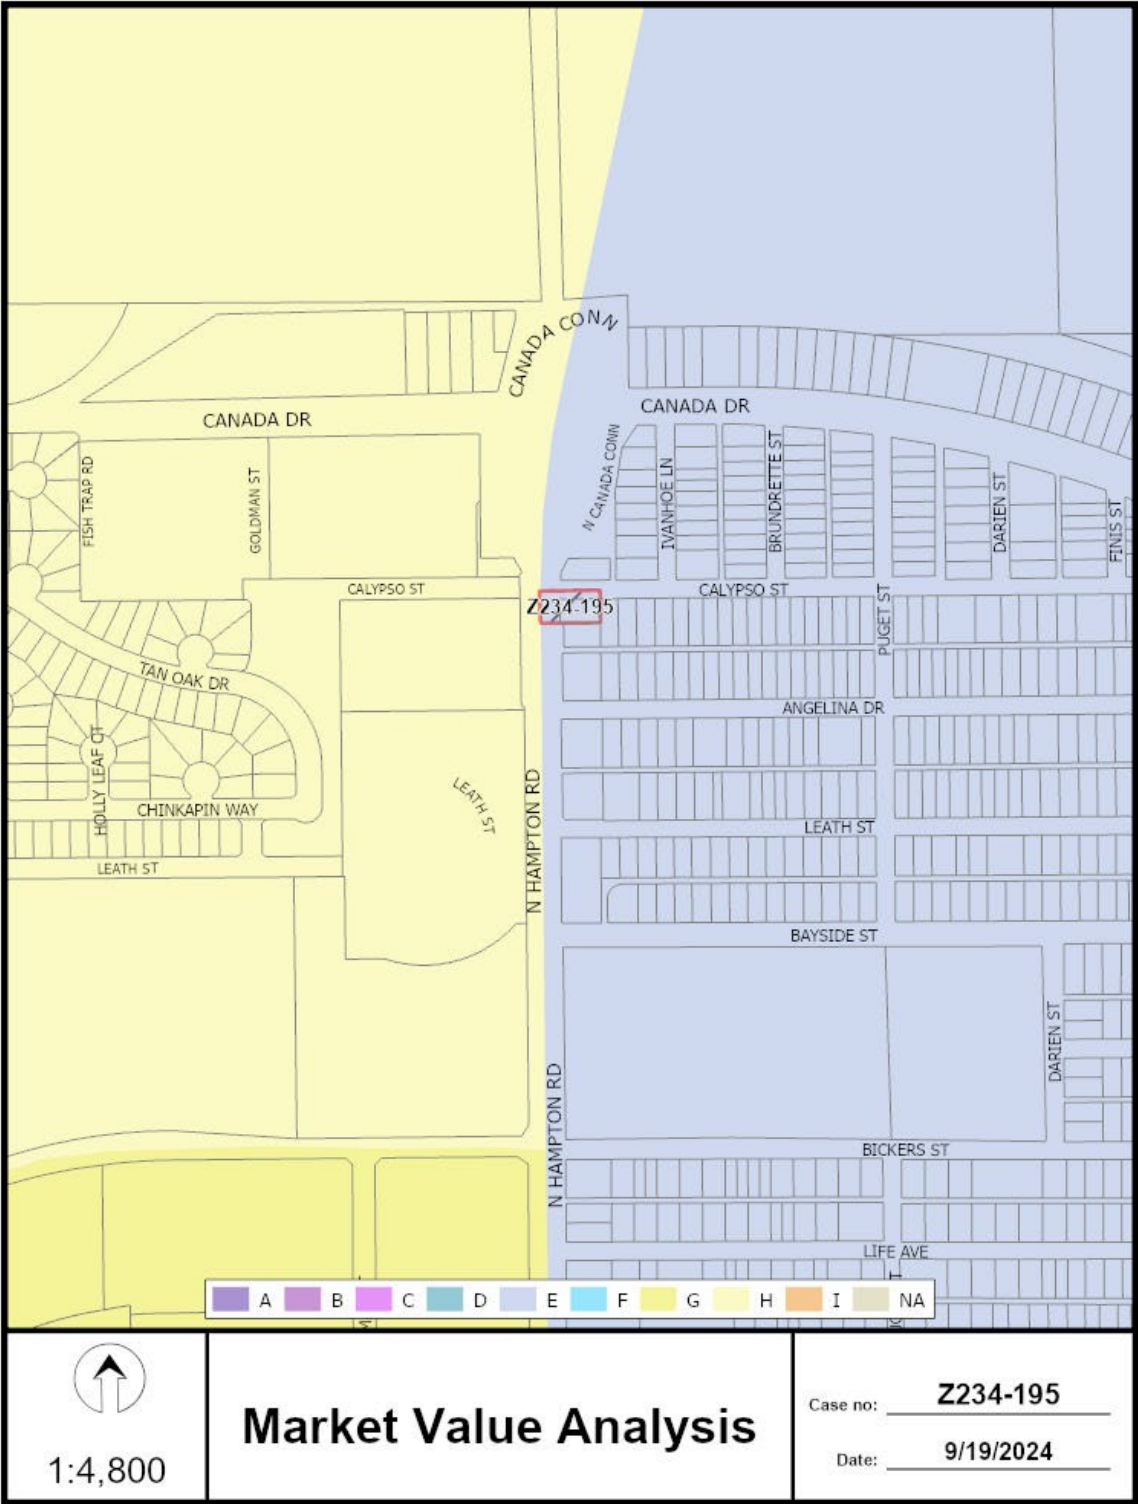 CANADA CONN
CANADA DR
CANADA DR
N CANADA CONN
FISH TRAP RD
GOLDMAN ST
IVANHOE LN
BRUNDRETTE ST
DARIEN ST
FINIS ST
CALYPSO ST
CALYPSO ST
Z234-195
PUGET ST
TAN OAK DR
ANGELINA DR
HOLLY LEAF CT
LEATH ST
N HAMPTON RD
CHINKAPIN WAY
LEATH ST
LEATH ST
BAYSIDE ST
DARIEN ST
N HAMPTON RD
BICKERS ST
LIFE AVE
A B C D E F G H I NA
1:4,800
Market Value Analysis
Case no: Z234-195
Date: 9/19/2024